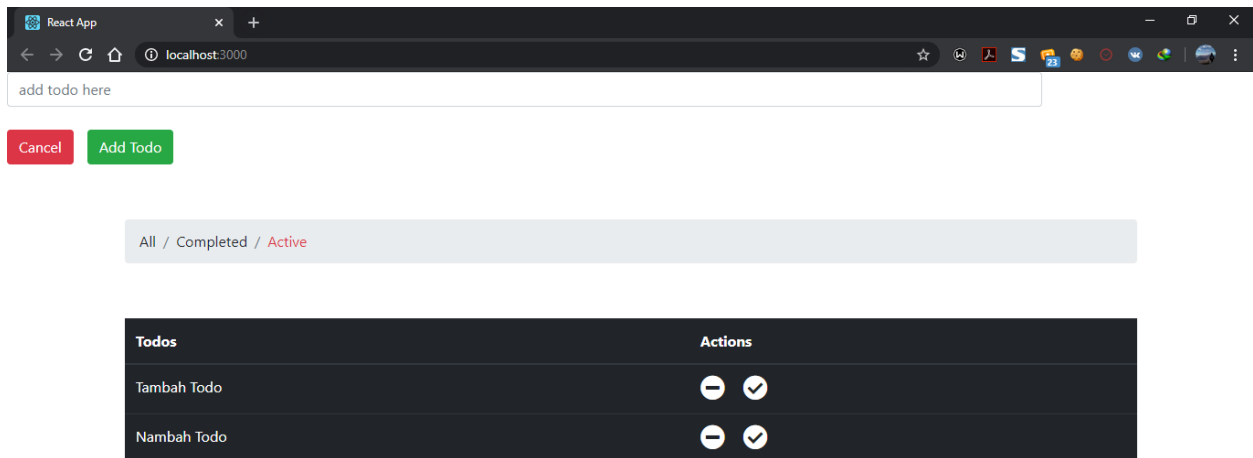 React App
localhost:3000
23
add todo here
Cancel Add Todo
All / Completed / Active
Todos Actions
Tambah Todo
Nambah Todo